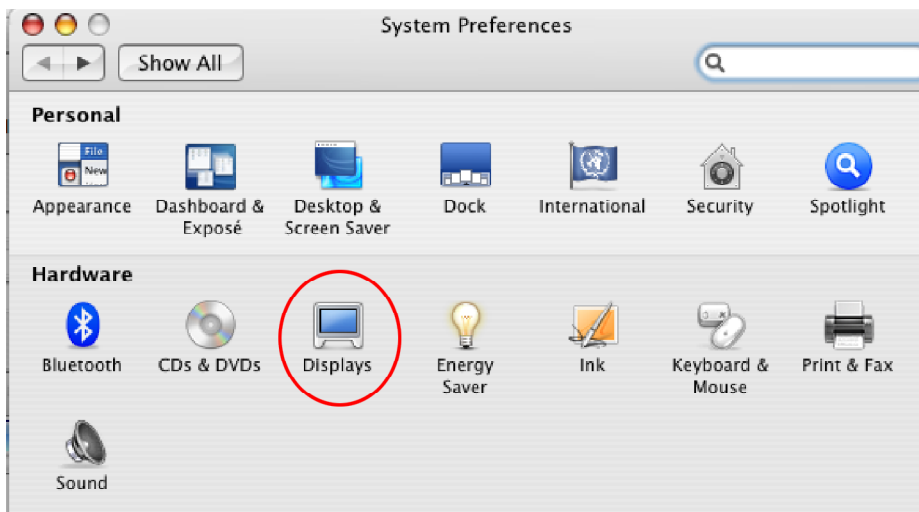 System Preferences
Show All
Personal
File
New
Appearance
Dashboard &
Exposé
Desktop &
Screen Saver
Dock
International
Security
Spotlight
Hardware
Bluetooth
CDs & DVDs
Displays
Energy
Saver
Ink
Keyboard &
Mouse
Print & Fax
Sound